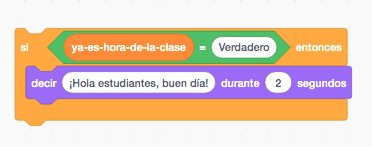 si ya-es-hora-de-la-clase = Verdadero entonces
decir ¡Hola estudiantes, buen día! durante 2 segundos